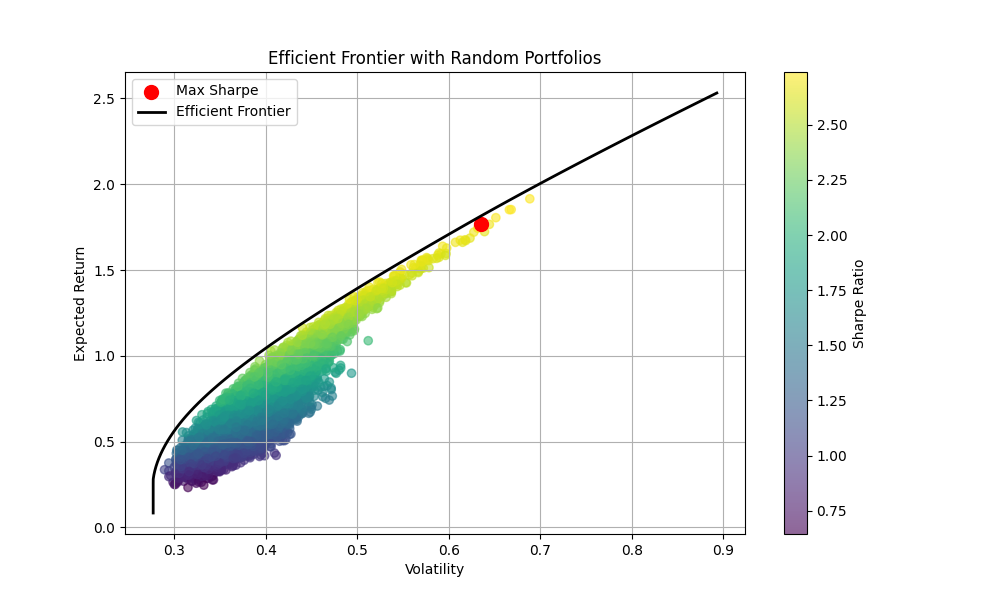 Efficient Frontier with Random Portfolios
Max Sharpe
Efficient Frontier
Expected Return
2.5
2.0
1.5
1.0
0.5
0.0
0.3 0.4 0.5 0.6 0.7 0.8 0.9
Volatility
2.50
2.25
2.00
1.75
1.50
1.25
1.00
0.75
Sharpe Ratio